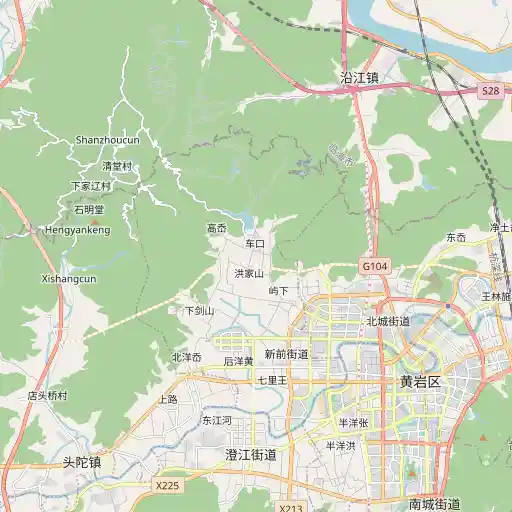 沿江镇
S28
Shanzhoucun
清堂村
临海市
下家辽村
石明堂
Hengyankeng
高岙
车口
东岙
G104
洪家山
Xishangcun
屿下
王林施
下剑山
北城街道
北洋岙
后洋黄
新前街道
七里王
黄岩区
店头桥村
上路
东江河
半洋张
半洋洪
澄江街道
头陀镇
X225
X213
南城街道